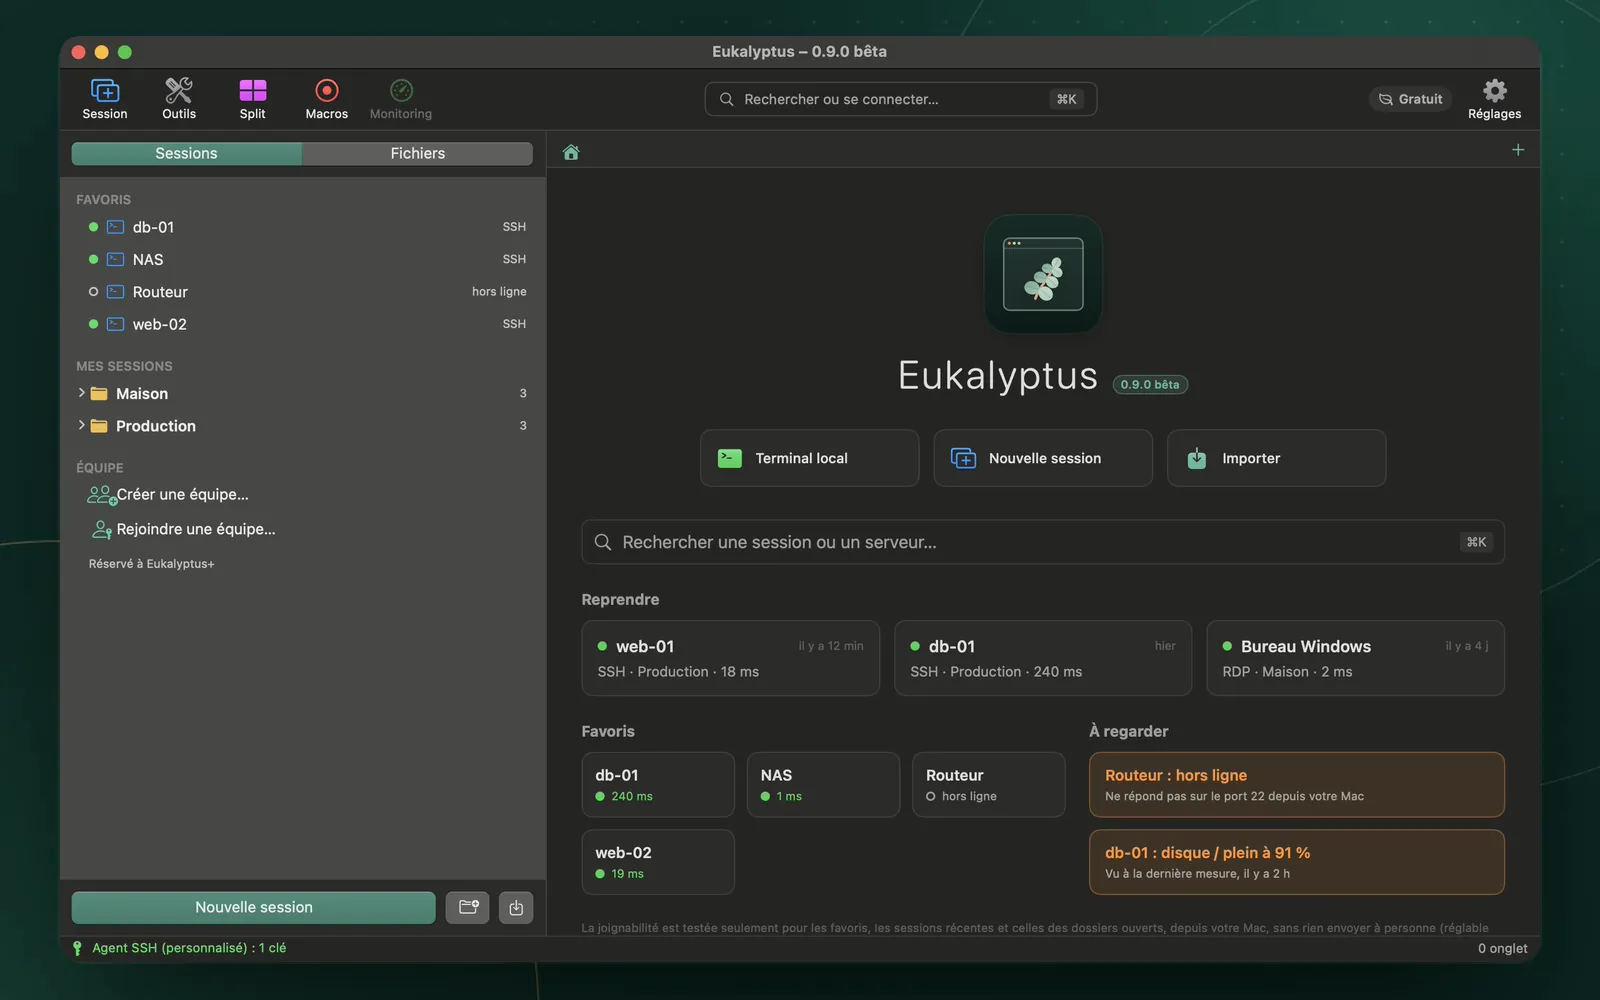 Eukalyptus – 0.9.0 bêta
Session
Outils
Split
Macros
Monitoring
Rechercher ou se connecter...
⌘K
Gratuit
Réglages
Sessions
Fichiers
FAVORIS
db-01 SSH
NAS SSH
Routeur hors ligne
web-02 SSH
MES SESSIONS
Maison 3
Production 3
ÉQUIPE
Créer une équipe...
Rejoindre une équipe...
Réservé à Eukalyptus+
Nouvelle session
Agent SSH (personnalisé) : 1 clé
Eukalyptus
0.9.0 bêta
Terminal local
Nouvelle session
Importer
Rechercher une session ou un serveur...
⌘K
Reprendre
web-01 il y a 12 min
SSH · Production · 18 ms
db-01 hier
SSH · Production · 240 ms
Bureau Windows il y a 4 j
RDP · Maison · 2 ms
Favoris
db-01
240 ms
NAS
1 ms
Routeur
hors ligne
web-02
19 ms
À regarder
Routeur : hors ligne
Ne répond pas sur le port 22 depuis votre Mac
db-01 : disque / plein à 91 %
Vu à la dernière mesure, il y a 2 h
La joignabilité est testée seulement pour les favoris, les sessions récentes et celles des dossiers ouverts, depuis votre Mac, sans rien envoyer à personne (réglable
0 onglet